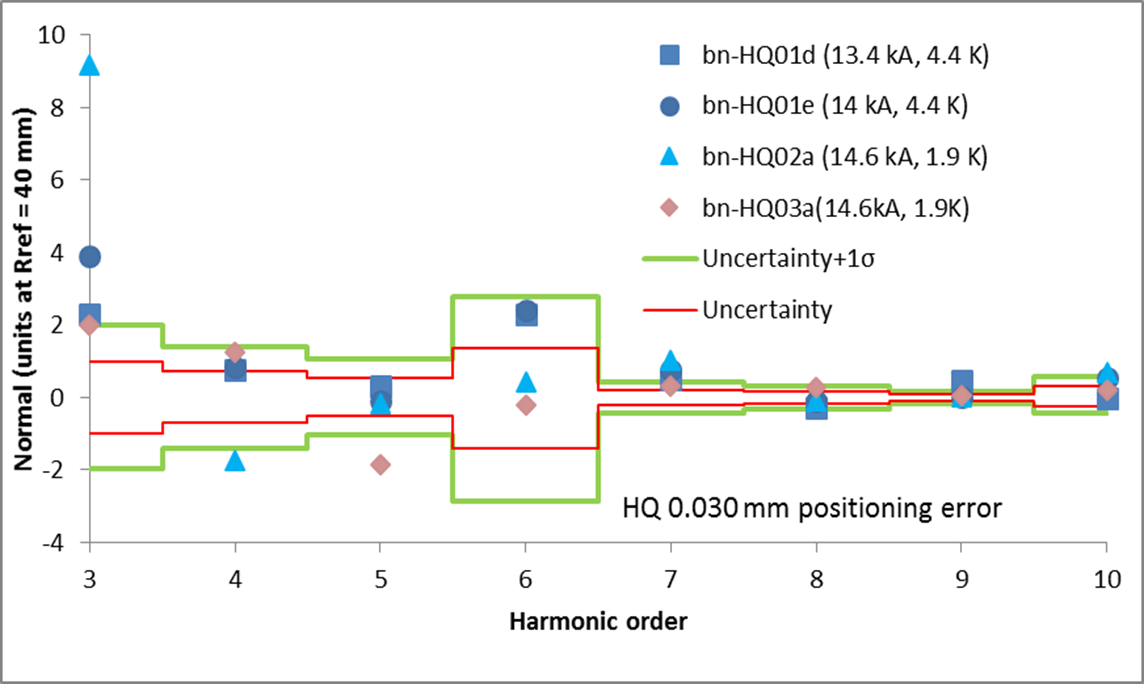 10
8
6
4
2
0
-2
-4
Normal (units at Rref = 40 mm)
bn-HQ01d (13.4 kA, 4.4 K)
bn-HQ01e (14 kA, 4.4 K)
bn-HQ02a (14.6 kA, 1.9 K)
bn-HQ03a(14.6kA, 1.9K)
Uncertainty+1σ
Uncertainty
HQ 0.030 mm positioning error
3 4 5 6 7 8 9 10
Harmonic order